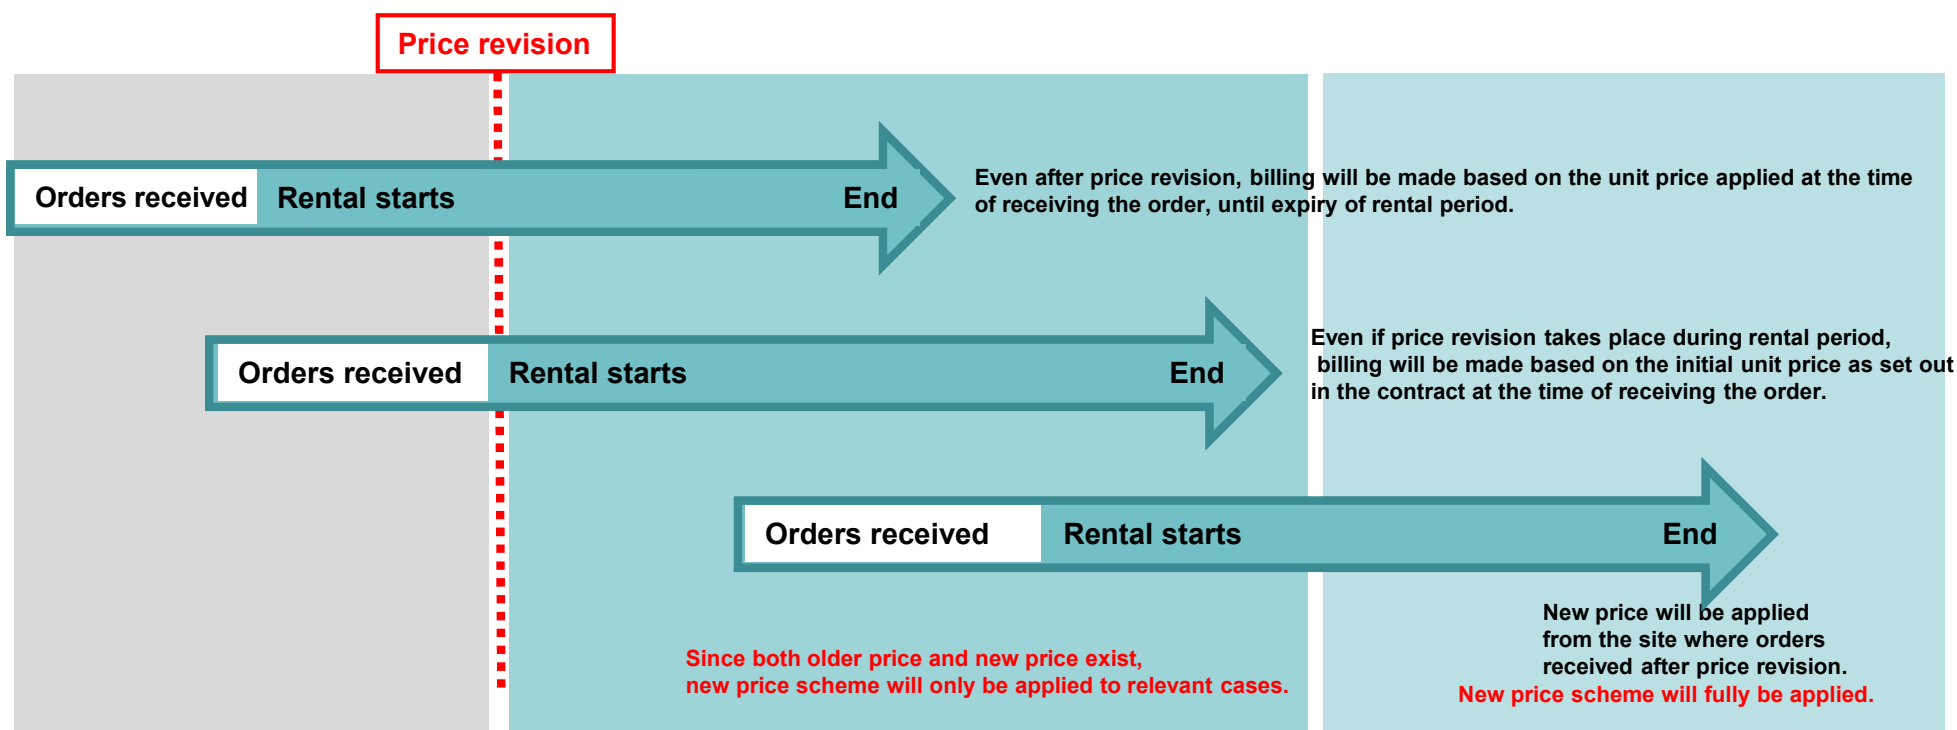 Price revision
Orders received Rental starts End
Even after price revision, billing will be made based on the unit price applied at the time
of receiving the order, until expiry of rental period.
Orders received Rental starts End
Even if price revision takes place during rental period,
billing will be made based on the initial unit price as set out
in the contract at the time of receiving the order.
Orders received Rental starts End
New price will be applied
from the site where orders
received after price revision.
New price scheme will fully be applied.
Since both older price and new price exist,
new price scheme will only be applied to relevant cases.